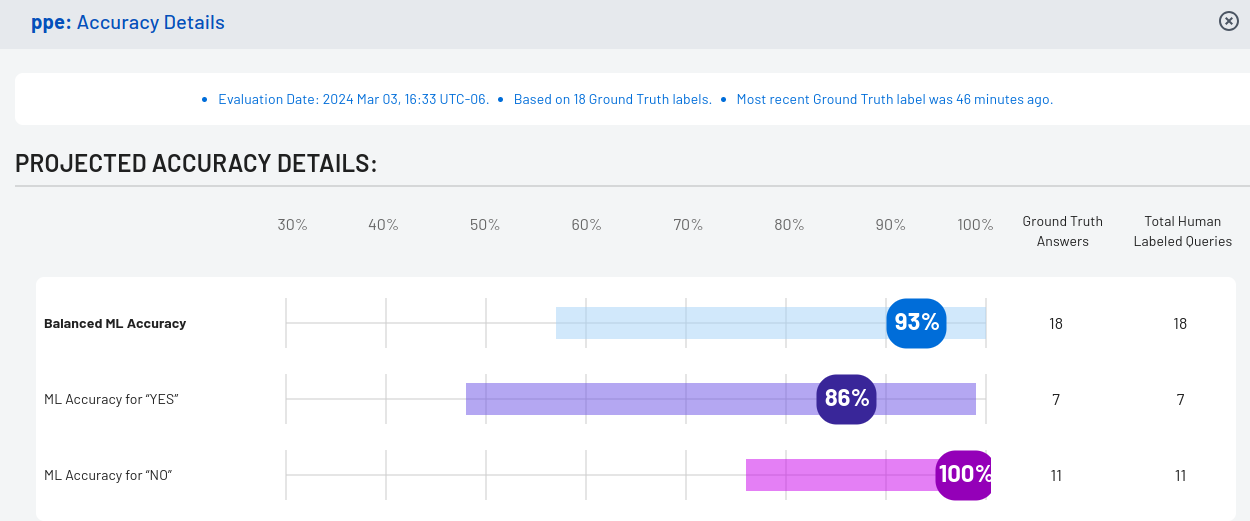 ppe: Accuracy Details
• Evaluation Date: 2024 Mar 03, 16:33 UTC-06. • Based on 18 Ground Truth labels. • Most recent Ground Truth label was 46 minutes ago.
PROJECTED ACCURACY DETAILS:
30% 40% 50% 60% 70% 80% 90% 100% Ground Truth Answers Total Human Labeled Queries
Balanced ML Accuracy 93% 18 18
ML Accuracy for “YES” 86% 7 7
ML Accuracy for “NO” 100% 11 11